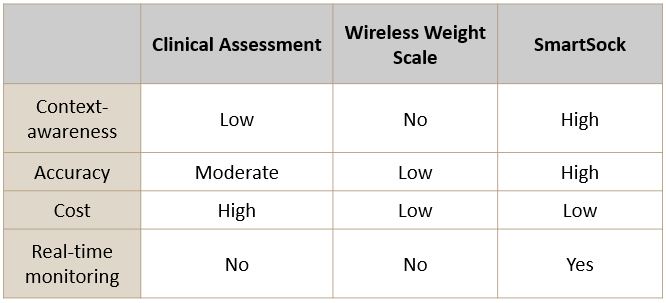 Clinical Assessment
Wireless Weight
Scale
SmartSock
Context-
awareness
Low
No
High
Accuracy
Moderate
Low
High
Cost
High
Low
Low
Real-time
monitoring
No
No
Yes